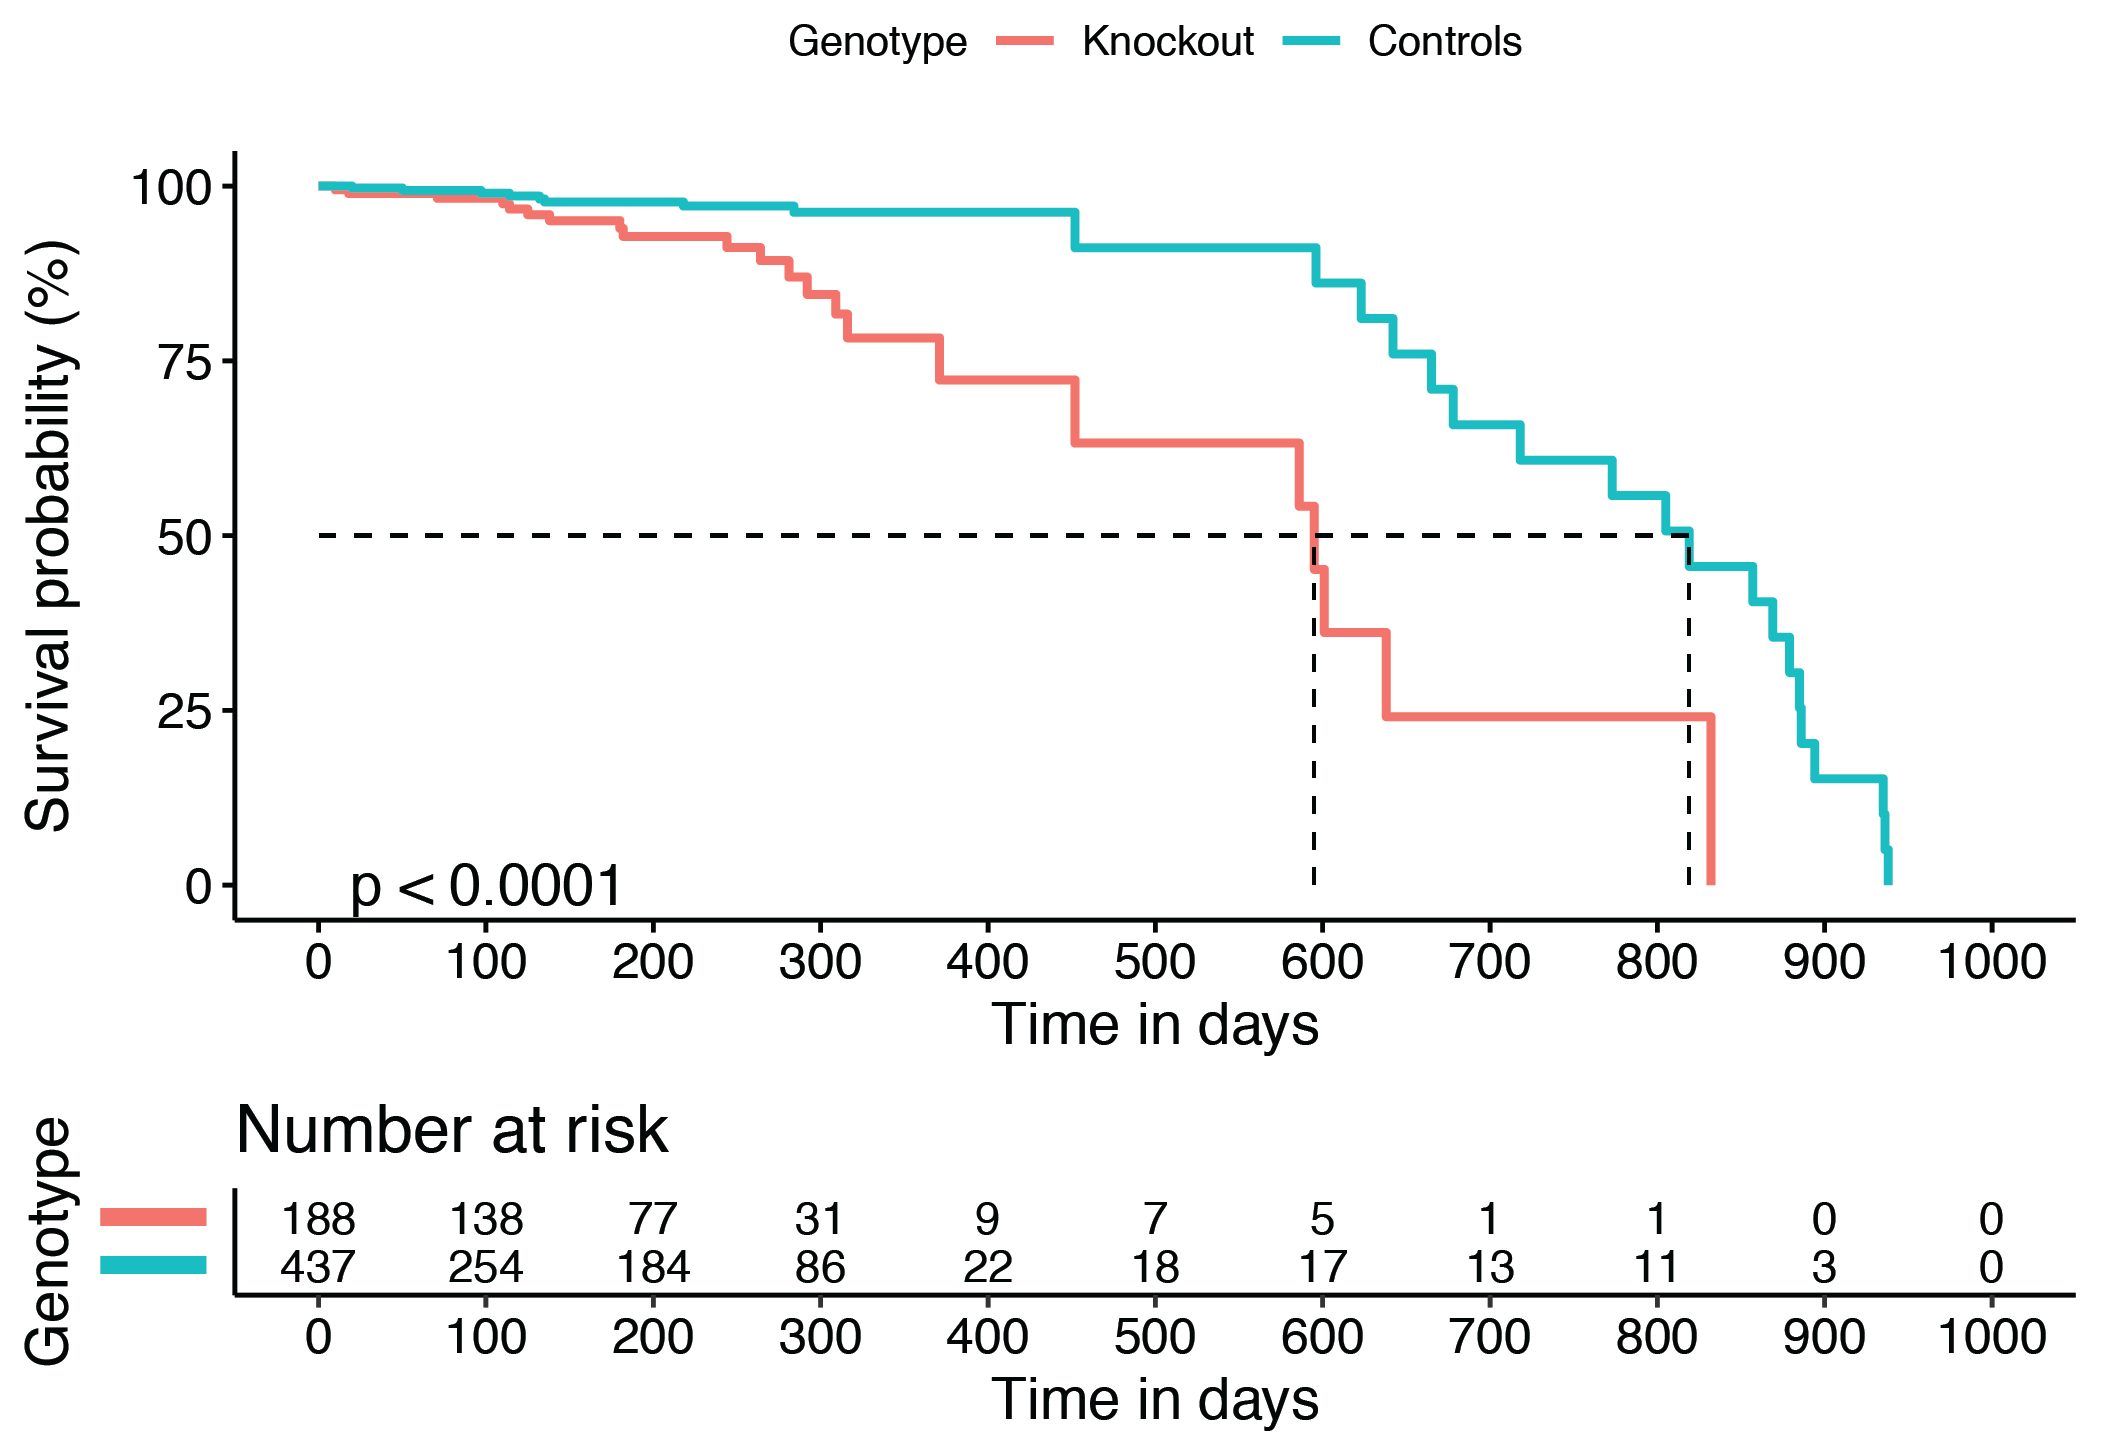 Genotype Knockout Controls
Survival probability (%)
100
75
50
25
0
p < 0.0001
0 100 200 300 400 500 600 700 800 900 1000
Time in days
Number at risk
Genotype
188 138 77 31 9 7 5 1 1 0 0
437 254 184 86 22 18 17 13 11 3 0
0 100 200 300 400 500 600 700 800 900 1000
Time in days